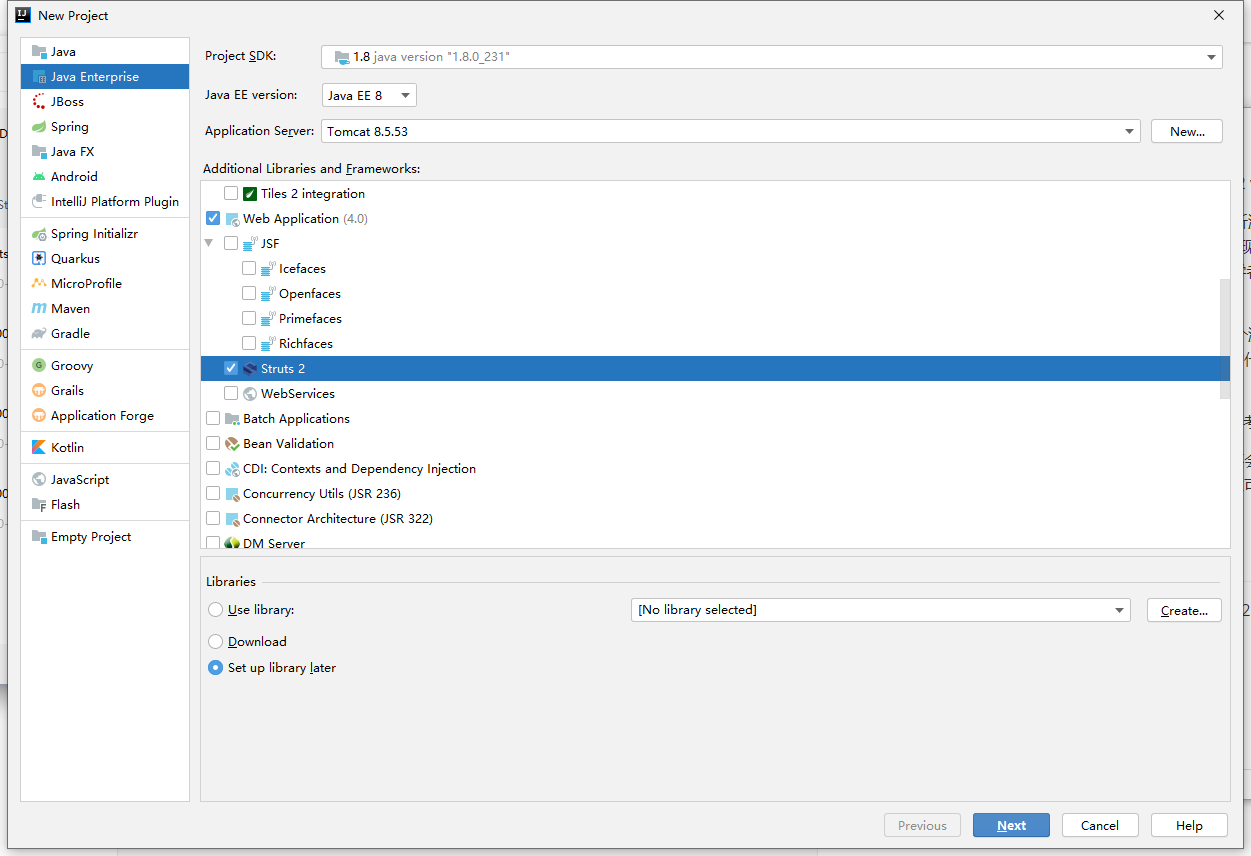 New Project
Java
Java Enterprise
JBoss
Spring
Java FX
Android
IntelliJ Platform Plugin
Spring Initializr
Quarkus
MicroProfile
Maven
Gradle
Groovy
Grails
Application Forge
Kotlin
JavaScript
Flash
Empty Project
Project SDK: 1.8 java version "1.8.0_231"
Java EE version: Java EE 8
Application Server: Tomcat 8.5.53 New...
Additional Libraries and Frameworks:
Tiles 2 integration
Web Application (4.0)
JSF
Icefaces
Openfaces
Primefaces
Richfaces
Struts 2
WebServices
Batch Applications
Bean Validation
CDI: Contexts and Dependency Injection
Concurrency Utils (JSR 236)
Connector Architecture (JSR 322)
DM Server
Libraries
Use library: [No library selected] Create...
Download
Set up library later
Previous Next Cancel Help